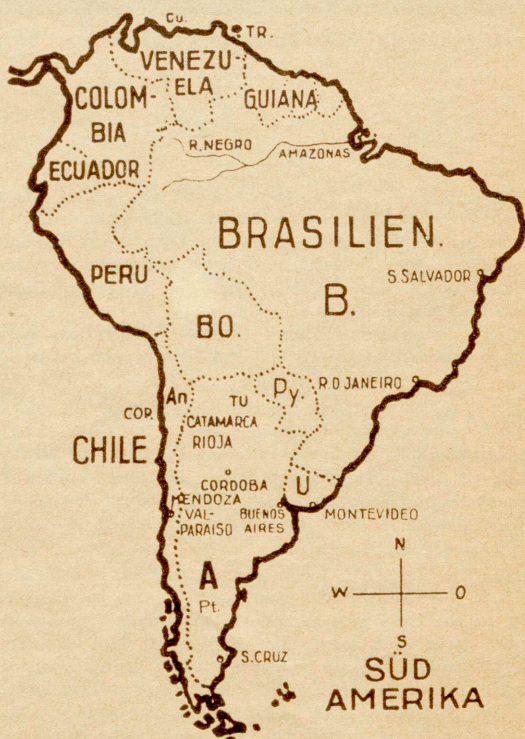 Cu.
TR.
VENEZU-
ELA
COLOM-
BIA
GUIANA
R. NEGRO
AMAZONAS
ECUADOR
BRASILIEN.
PERU
S. SALVADOR
B.
BO.
An
Py.
R. D. JANEIRO
TU
COP.
CATAMARCA
RIOJA
CHILE
CORDOBA
U
MENDOZA
VAL-
PARAISO
BUENOS
AIRES
MONTEVIDEO
A
Pt.
N
W
O
S
S. CRUZ
SÜD
AMERIKA